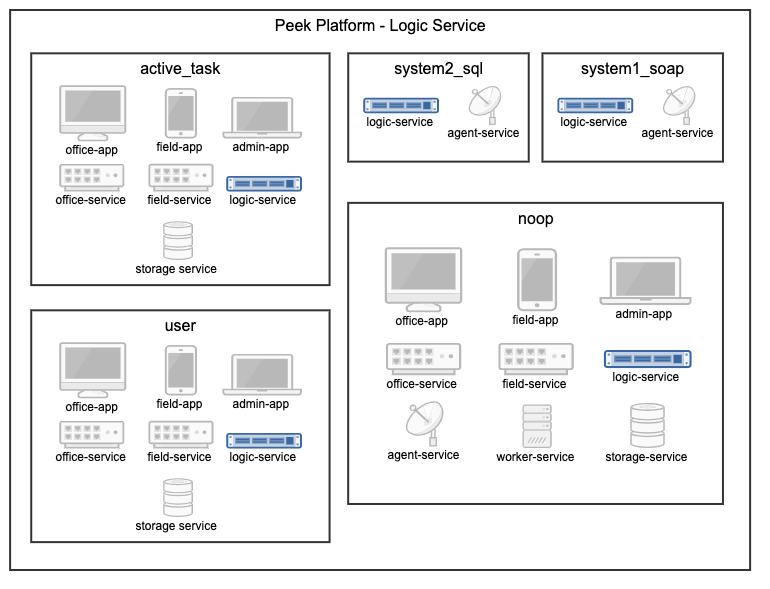 Peek Platform - Logic Service
active_task
office-app
field-app
admin-app
office-service
field-service
logic-service
storage service
system2_sql
logic-service
agent-service
system1_soap
logic-service
agent-service
user
office-app
field-app
admin-app
office-service
field-service
logic-service
storage service
noop
office-app
field-app
admin-app
office-service
field-service
logic-service
agent-service
worker-service
storage-service